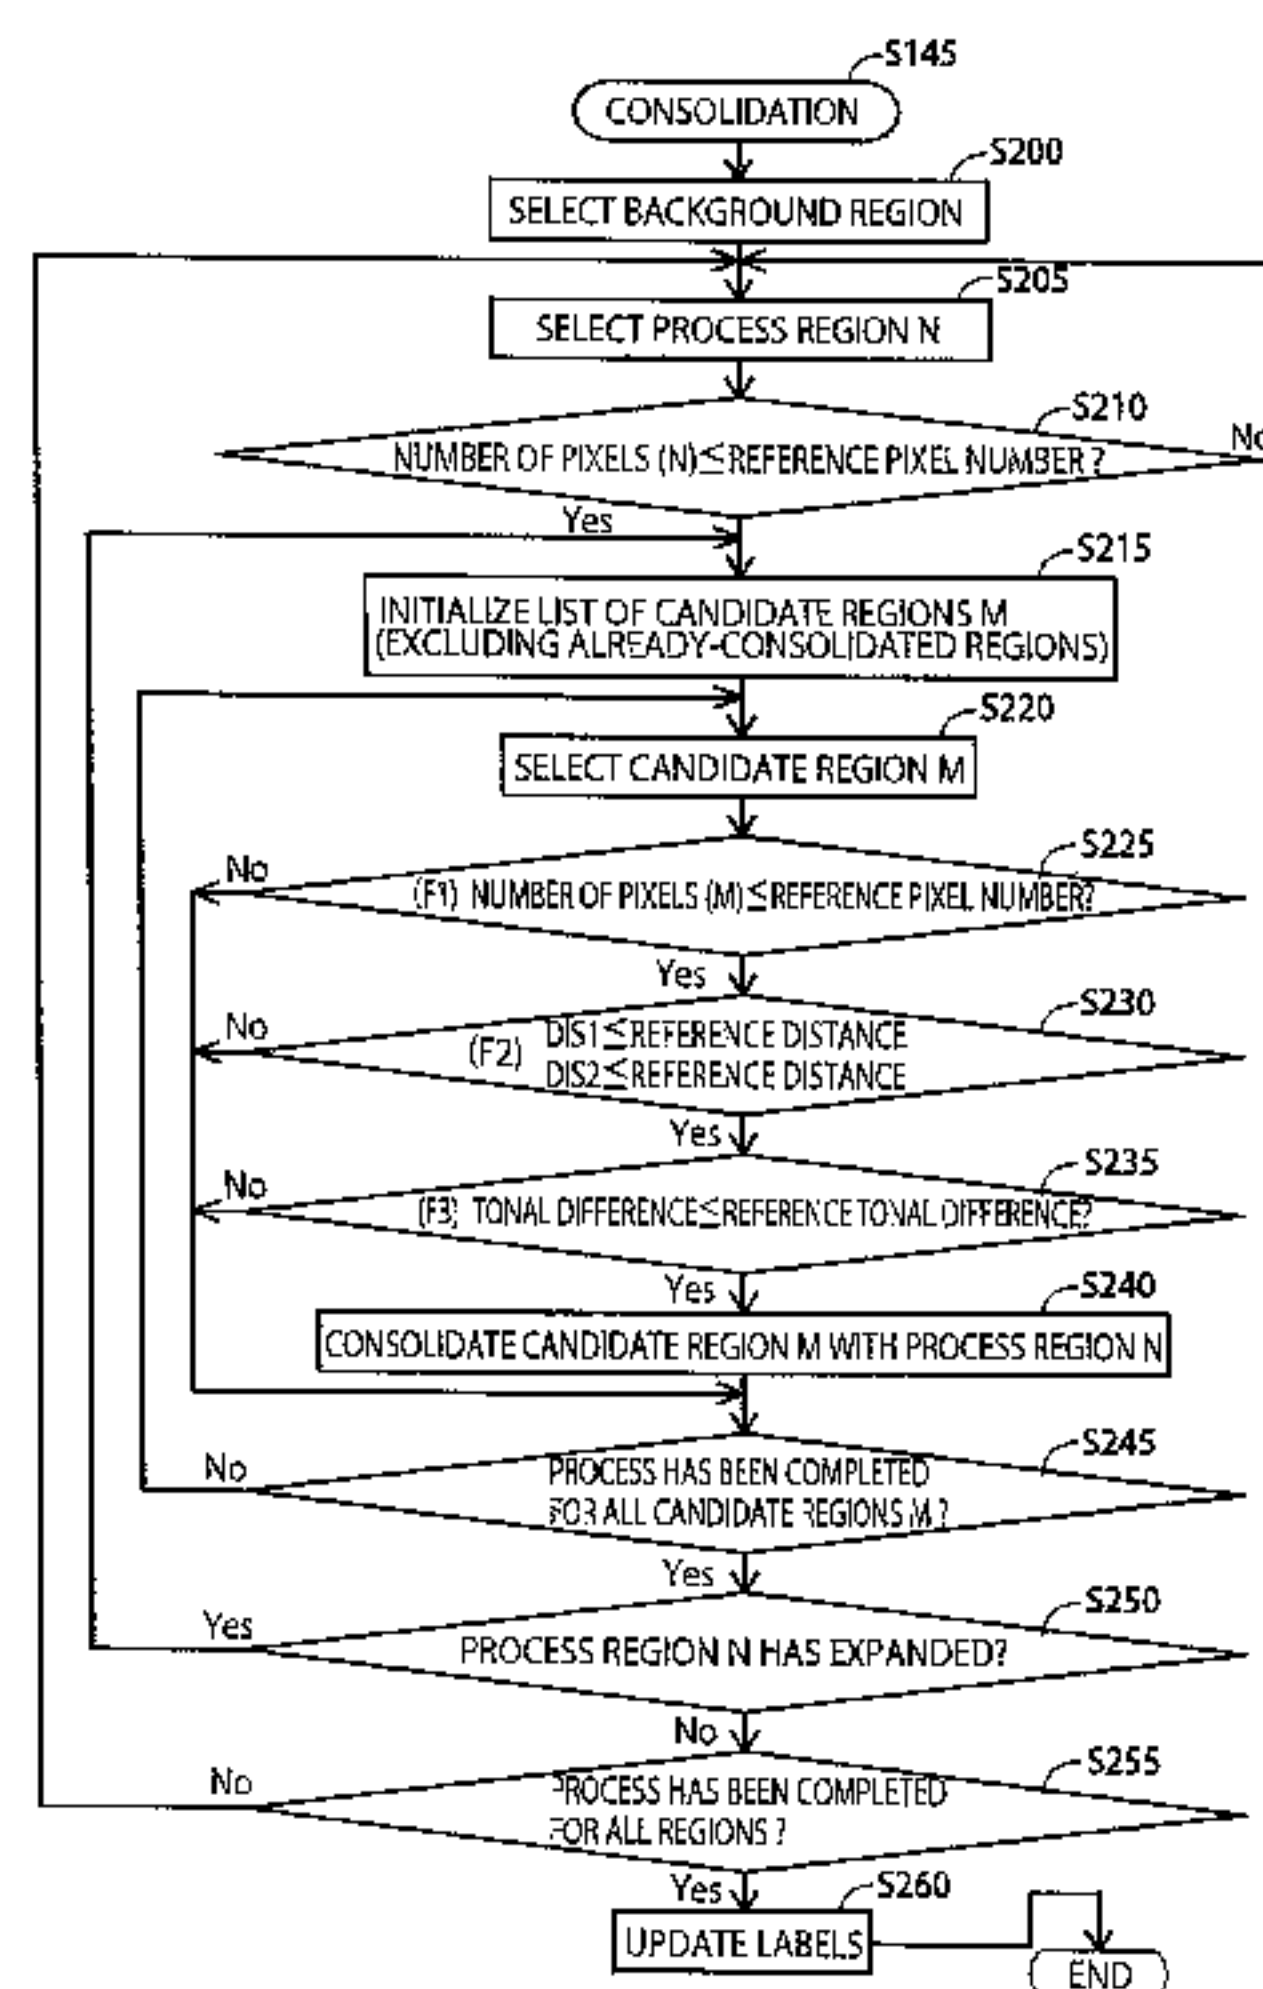 S145
CONSOLIDATION
S200
SELECT BACKGROUND REGION
S205
SELECT PROCESS REGION N
S210
NUMBER OF PIXELS (N)≦REFERENCE PIXEL NUMBER ?
No
Yes
S215
INITIALIZE LIST OF CANDIDATE REGIONS M
(EXCLUDING ALREADY-CONSOLIDATED REGIONS)
S220
SELECT CANDIDATE REGION M
S225
No
(F1) NUMBER OF PIXELS (M)≦REFERENCE PIXEL NUMBER?
Yes
S230
No
(F2)
DIS1≦REFERENCE DISTANCE
DIS2≦REFERENCE DISTANCE
Yes
S235
No
(F3) TONAL DIFFERENCE≦REFERENCE TONAL DIFFERENCE?
Yes
S240
CONSOLIDATE CANDIDATE REGION M WITH PROCESS REGION N
S245
No
PROCESS HAS BEEN COMPLETED
FOR ALL CANDIDATE REGIONS M ?
Yes
S250
Yes
PROCESS REGION N HAS EXPANDED?
No
S255
No
PROCESS HAS BEEN COMPLETED
FOR ALL REGIONS ?
Yes
S260
UPDATE LABELS
END